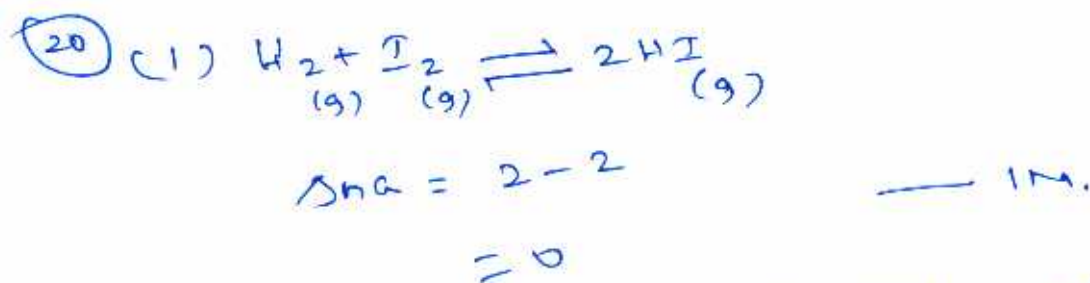 20 (1) H₂ + I₂ ⇌ 2HI
(g) (g) (g)
Δng = 2 - 2 — 1M.
= 0